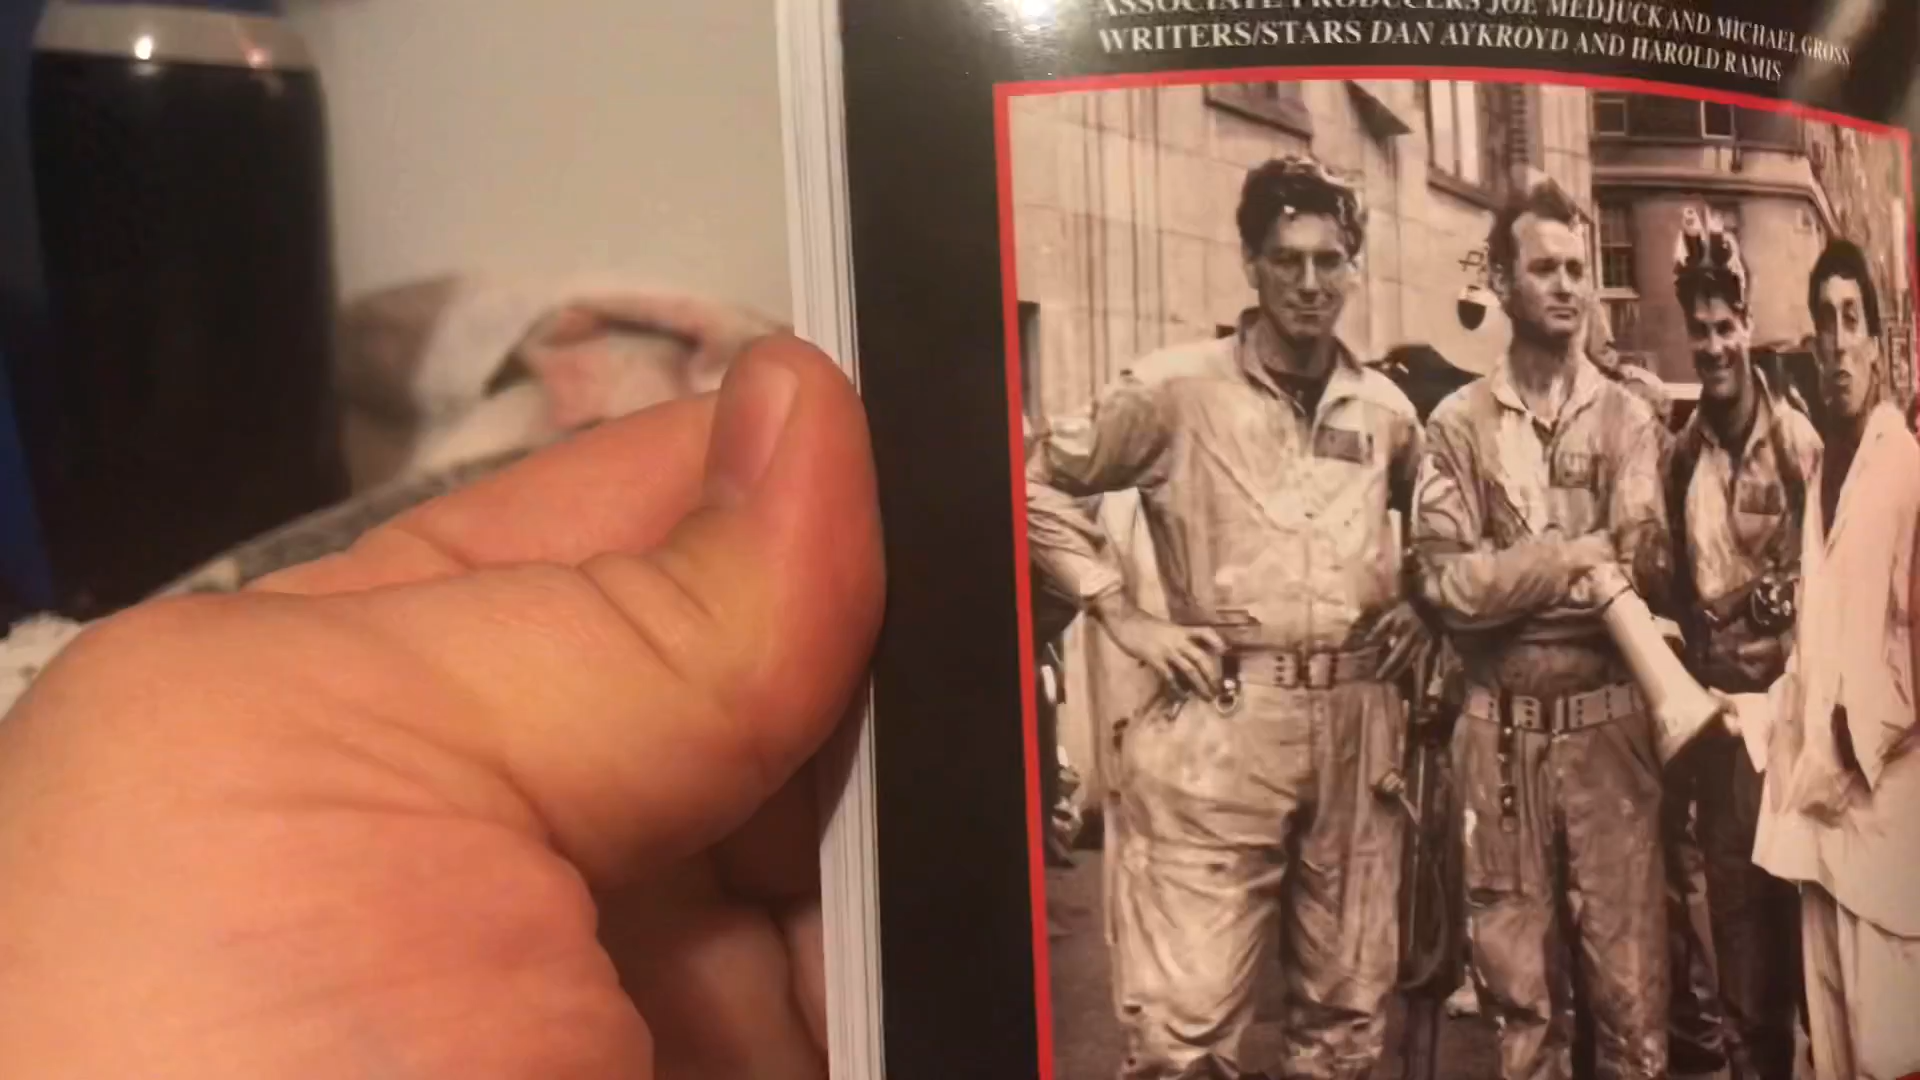 ASSOCIATE PRODUCERS JOE MEDJUCK AND MICHAEL GROSS
WRITERS/STARS DAN AYKROYD AND HAROLD RAMIS